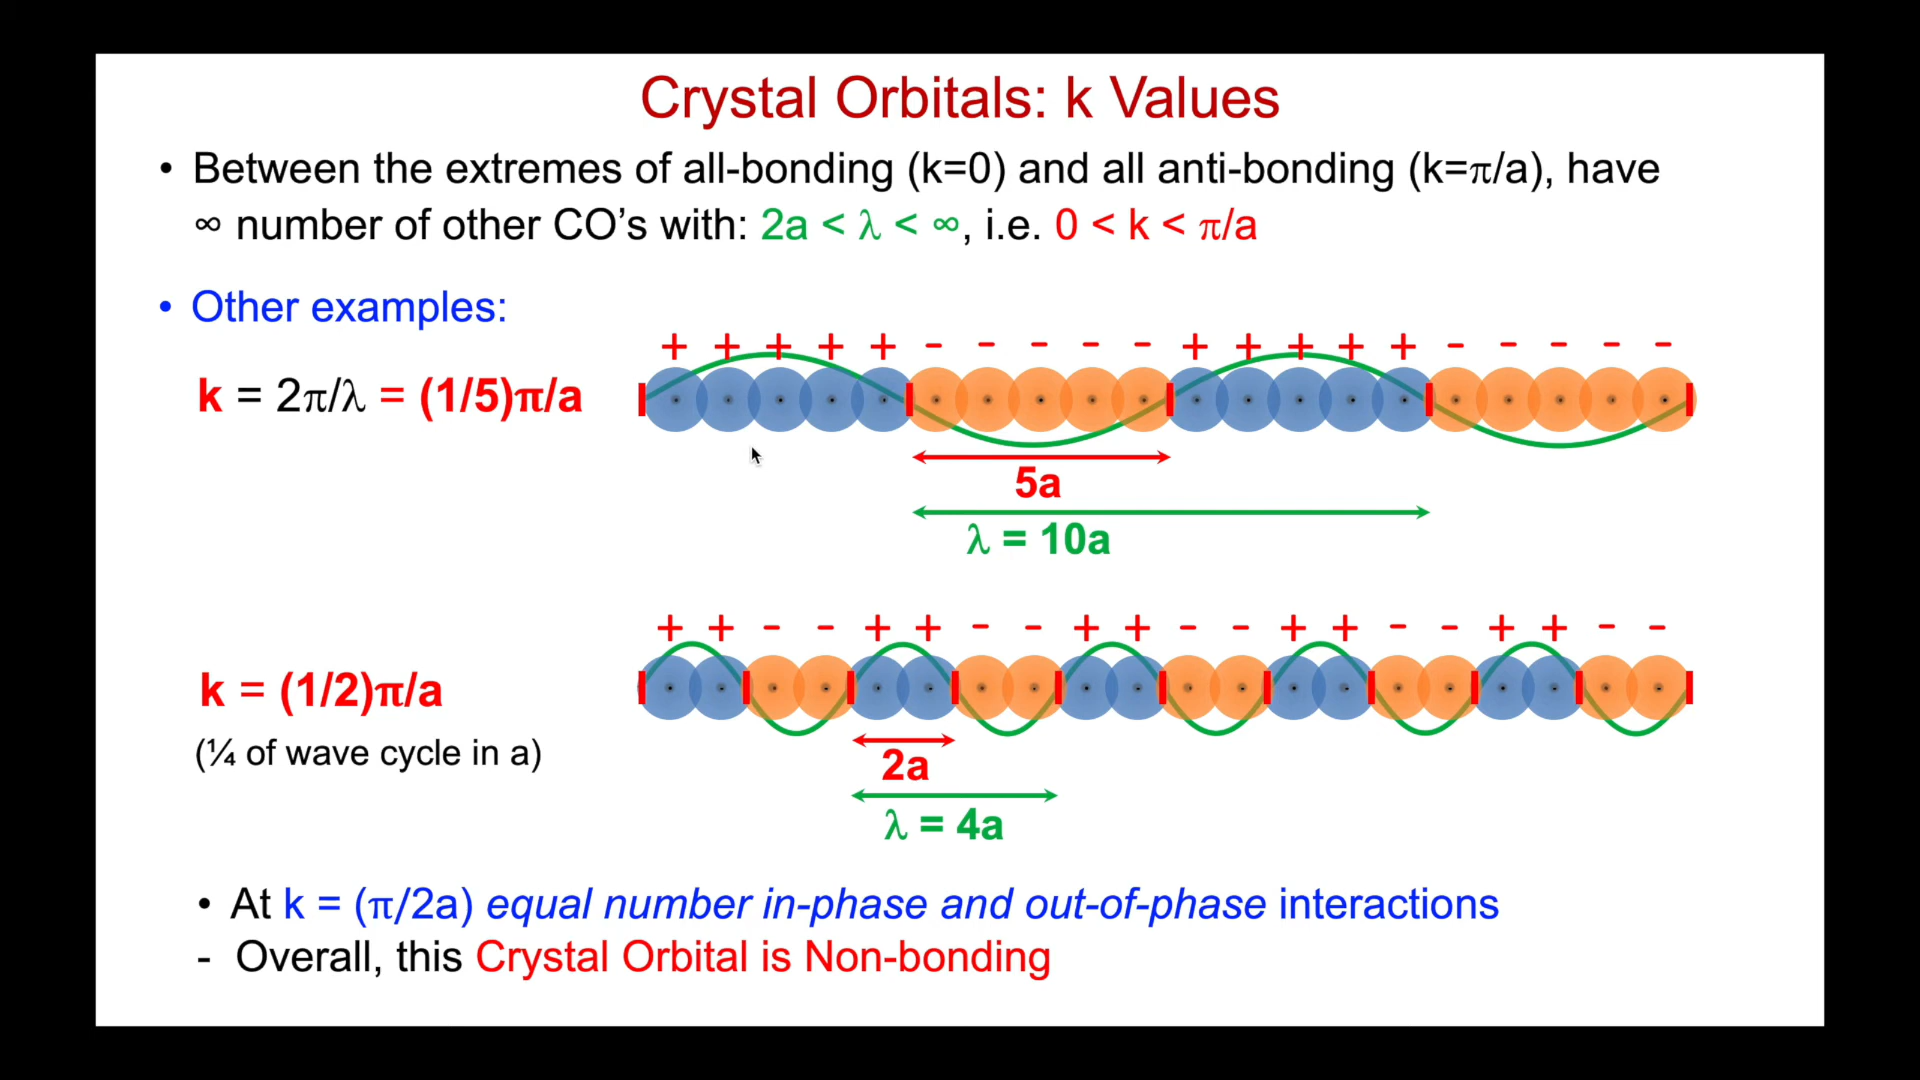 Crystal Orbitals: k Values
• Between the extremes of all-bonding (k=0) and all anti-bonding (k=π/a), have
∞ number of other CO’s with: 2a < λ < ∞, i.e. 0 < k < π/a
• Other examples:
+ + + + + - - - - - + + + + + - - - - -
k = 2π/λ = (1/5)π/a
5a
λ = 10a
+ + - - + + - - + + - - + + - - + + - -
k = (1/2)π/a
(¼ of wave cycle in a)
2a
λ = 4a
• At k = (π/2a) equal number in-phase and out-of-phase interactions
- Overall, this Crystal Orbital is Non-bonding